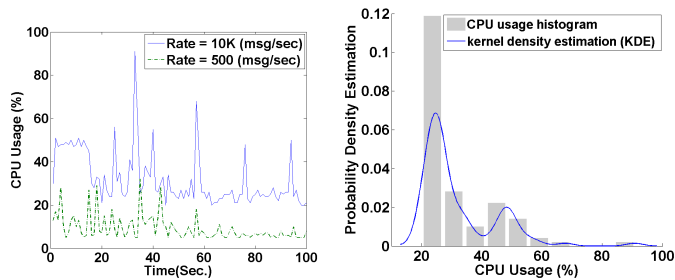 Rate = 10K (msg/sec)
Rate = 500 (msg/sec)
CPU Usage (%)
100
80
60
40
20
0
0 20 40 60 80 100
Time(Sec.)
CPU usage histogram
kernel density estimation (KDE)
Probability Density Estimation
0.12
0.1
0.08
0.06
0.04
0.02
0
20 40 60 80 100
CPU Usage (%)